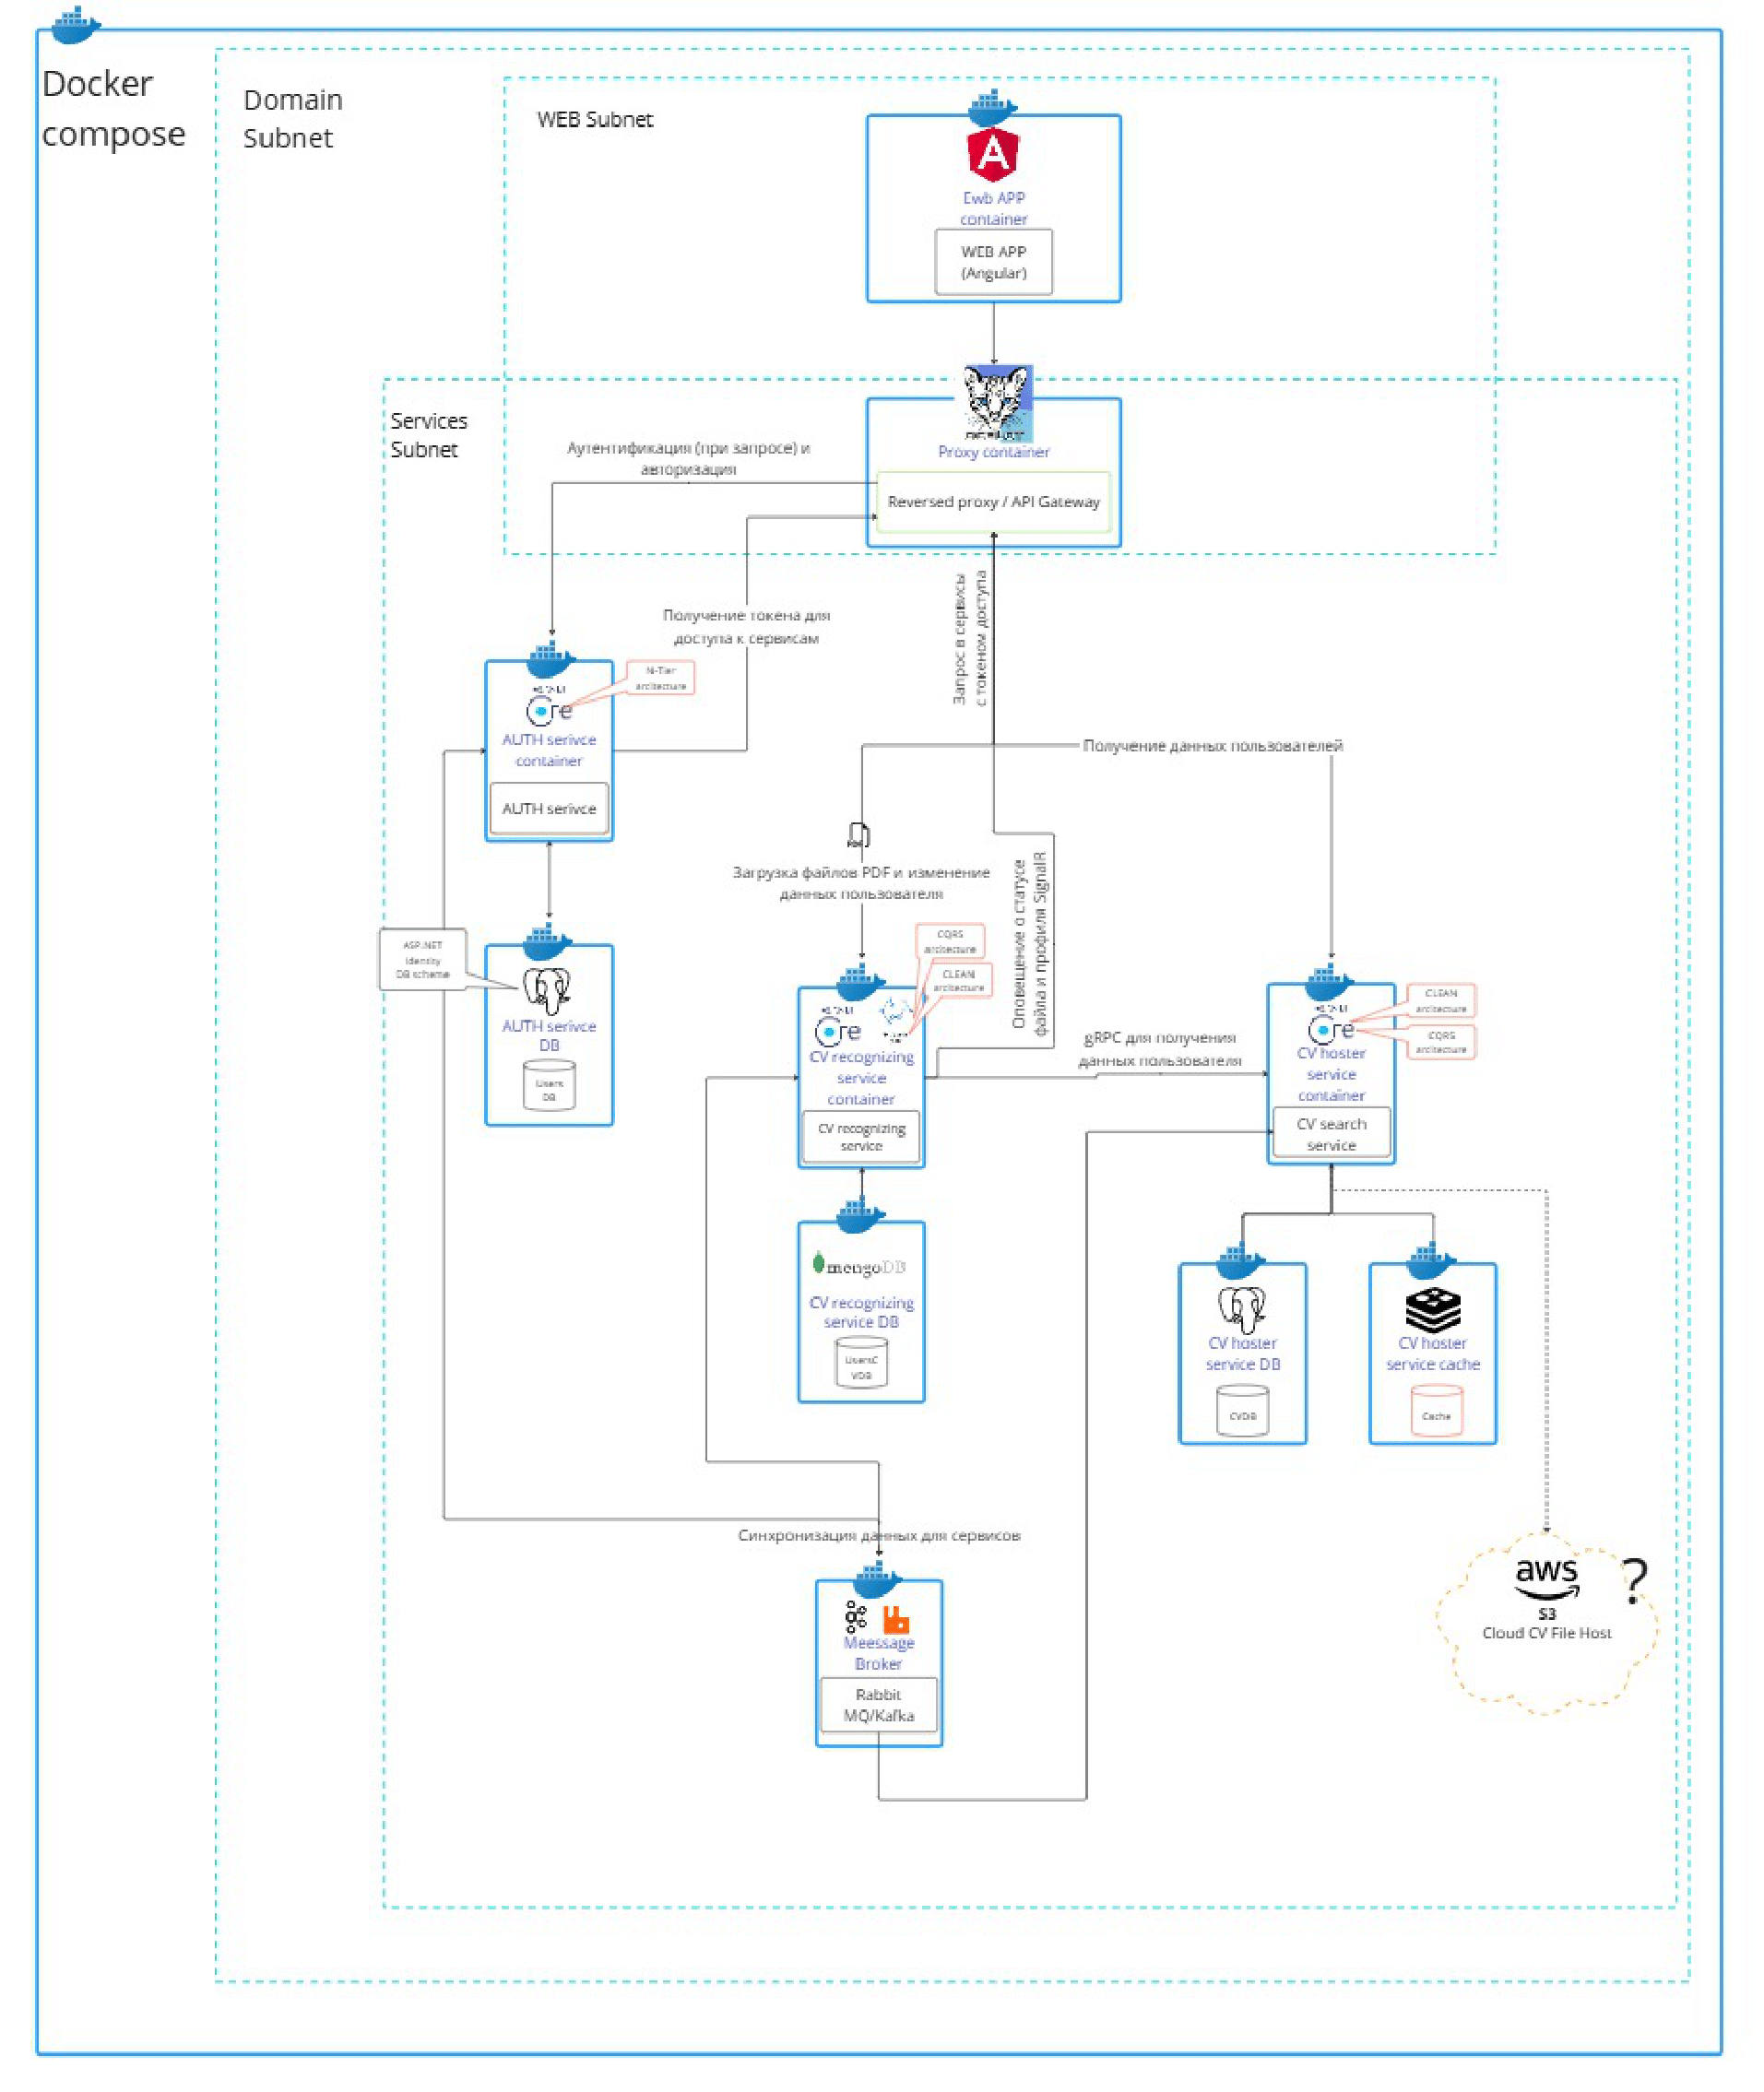 Docker
compose
Domain
Subnet
WEB Subnet
Ewb APP
container
WEB APP
(Angular)
Services
Subnet
Proxy container
Reversed proxy / API Gateway
Аутентификация (при запросе) и
авторизация
Получение токена для
доступа к сервисам
Запрос в сервисы
с токеном доступа
N-Tier
arcitecture
AUTH serivce
container
AUTH serivce
Получение данных пользователей
Загрузка файлов PDF и изменение
данных пользователя
Оповещение о статусе
файла и профиля SignalR
ASP.NET
Identity
DB scheme
AUTH serivce
DB
Users
DB
CQRS
arcitecture
CLEAN
arcitecture
CV recognizing
service
container
CV recognizing
service
gRPC для получения
данных пользователя
CLEAN
arcitecture
CQRS
arcitecture
CV hoster
service
container
CV search
service
mongoDB
CV recognizing
service DB
UsersC
VDB
CV hoster
service DB
CVDB
CV hoster
service cache
Cache
Синхронизация данных для сервисов
Meessage
Broker
Rabbit
MQ/Kafka
aws
?
S3
Cloud CV File Host